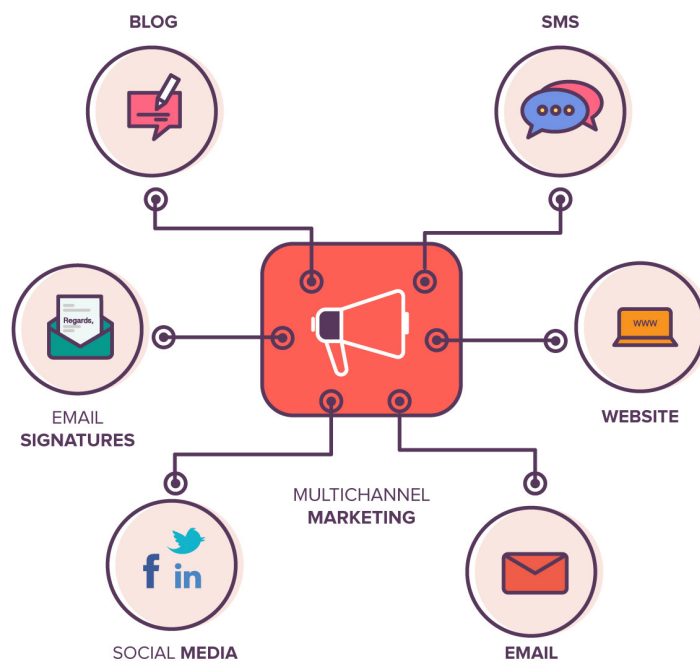 BLOG
SMS
Regards,
www
EMAIL
SIGNATURES
WEBSITE
MULTICHANNEL
MARKETING
f
in
SOCIAL MEDIA
EMAIL